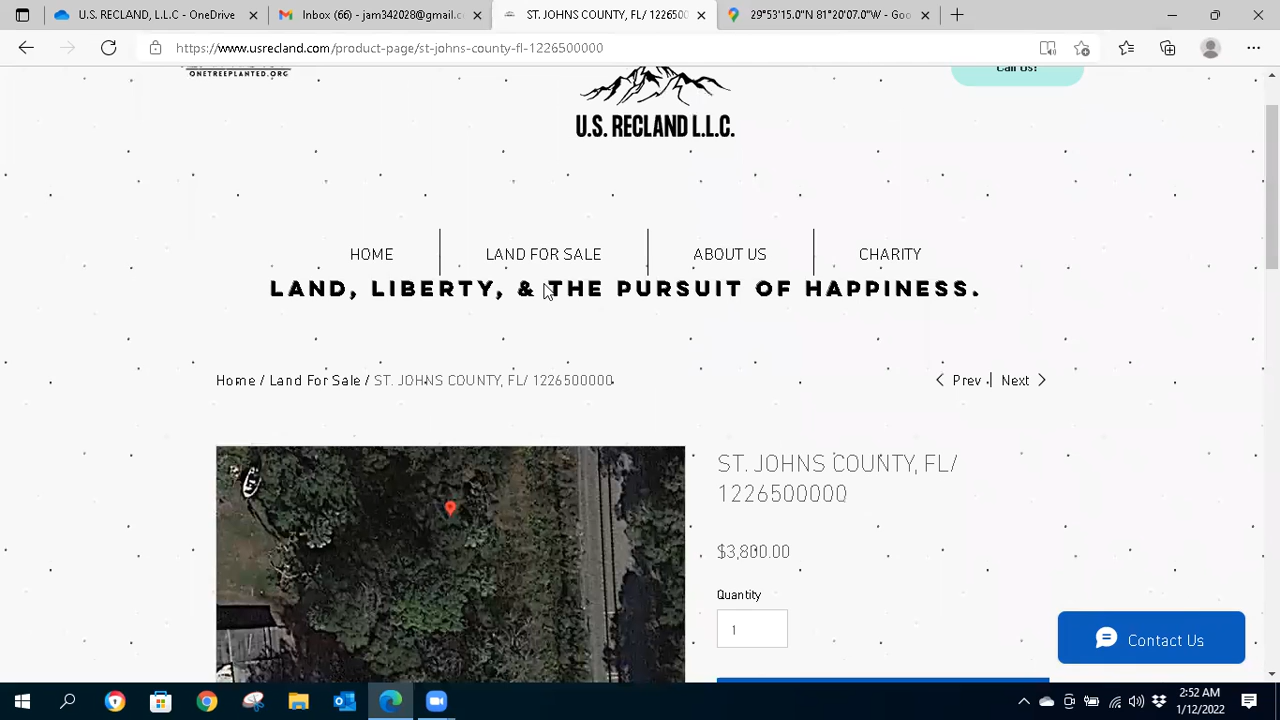 U.S. RECLAND, L.L.C - OneDrive
Inbox (66) - jam342028@gmail.c
ST. JOHNS COUNTY, FL/ 1226500
29°53'15.0"N 81°20'07.0"W - Goo
https://www.usrecland.com/product-page/st-johns-county-fl-1226500000
ONETREEPLANTED.ORG
Call Us!
U.S. RECLAND L.L.C.
HOME
LAND FOR SALE
ABOUT US
CHARITY
LAND, LIBERTY, & THE PURSUIT OF HAPPINESS.
Home / Land For Sale / ST. JOHNS COUNTY, FL/ 1226500000
Prev | Next
ST. JOHNS COUNTY, FL/
1226500000
$3,800.00
Quantity
1
Contact Us
2:52 AM
1/12/2022